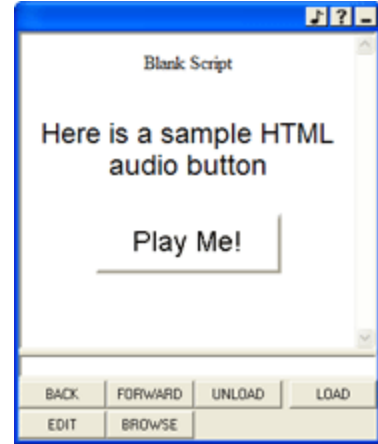 ?
Blank Script
Here is a sample HTML
audio button
Play Me!
BACK FORWARD UNLOAD LOAD
EDIT BROWSE